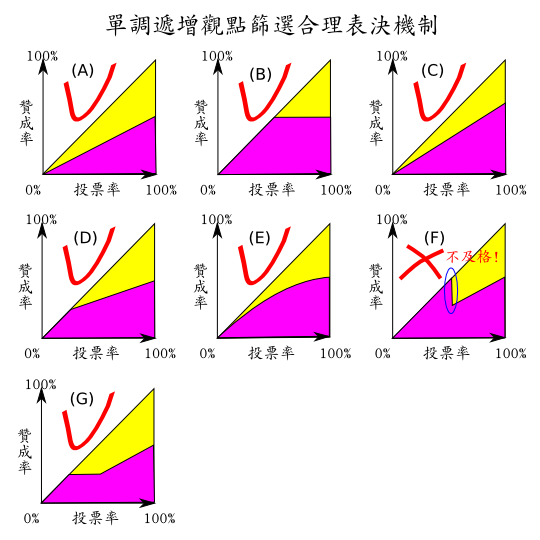 單調遞增觀點篩選合理表決機制
100% 100% 100%
(A) (B) (C)
贊成率 贊成率 贊成率
0% 投票率 100% 0% 投票率 100% 0% 投票率 100%
100% 100% 100%
(D) (E) (F)
不及格!
贊成率 贊成率 贊成率
0% 投票率 100% 0% 投票率 100% 0% 投票率 100%
100%
(G)
贊成率
0% 投票率 100%